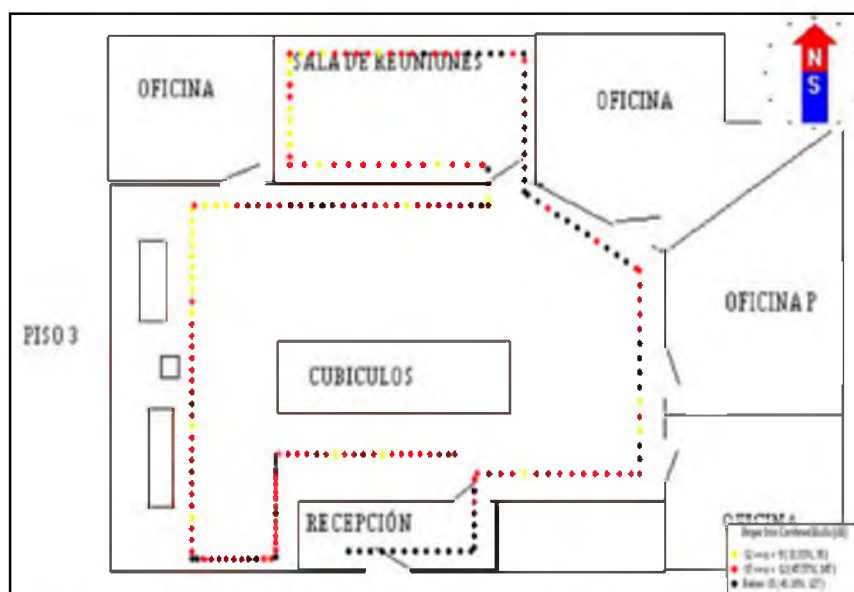 SALA DE REUNIONES
OFICINA
OFICINA
N
S
OFICINA P
PISO 3
CUBICULOS
RECEPCIÓN
OFICINA